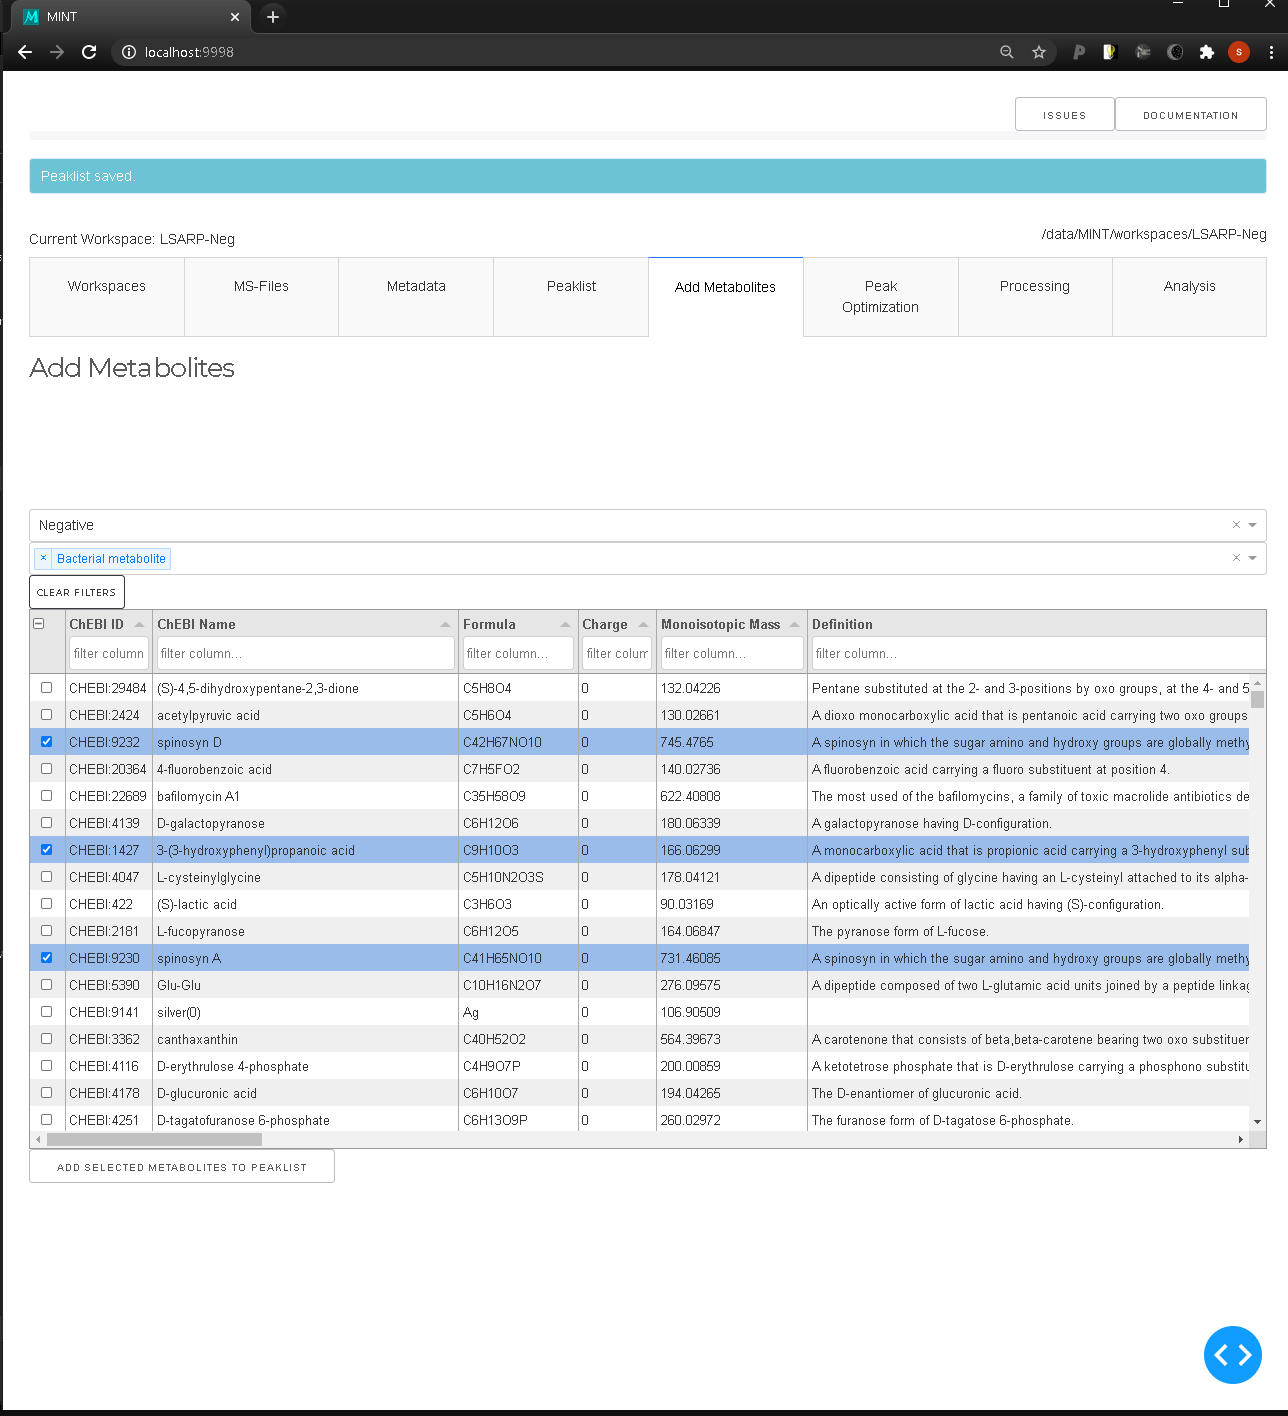 MINT
localhost:9998
S
ISSUES
DOCUMENTATION
Peaklist saved.
Current Workspace: LSARP-Neg
/data/MINT/workspaces/LSARP-Neg
Workspaces
MS-Files
Metadata
Peaklist
Add Metabolites
Peak
Optimization
Processing
Analysis
Add Metabolites
Negative
× Bacterial metabolite
CLEAR FILTERS
ChEBI ID ChEBI Name Formula Charge Monoisotopic Mass Definition
filter column filter column... filter column... filter colum filter column... filter column...
CHEBI:29484 (S)-4,5-dihydroxypentane-2,3-dione C5H8O4 0 132.04226 Pentane substituted at the 2- and 3-positions by oxo groups, at the 4- and 5
CHEBI:2424 acetylpyruvic acid C5H6O4 0 130.02661 A dioxo monocarboxylic acid that is pentanoic acid carrying two oxo groups
CHEBI:9232 spinosyn D C42H67NO10 0 745.4765 A spinosyn in which the sugar amino and hydroxy groups are globally methy
CHEBI:20364 4-fluorobenzoic acid C7H5FO2 0 140.02736 A fluorobenzoic acid carrying a fluoro substituent at position 4.
CHEBI:22689 bafilomycin A1 C35H58O9 0 622.40808 The most used of the bafilomycins, a family of toxic macrolide antibiotics de
CHEBI:4139 D-galactopyranose C6H12O6 0 180.06339 A galactopyranose having D-configuration.
CHEBI:1427 3-(3-hydroxyphenyl)propanoic acid C9H10O3 0 166.06299 A monocarboxylic acid that is propionic acid carrying a 3-hydroxyphenyl sub
CHEBI:4047 L-cysteinylglycine C5H10N2O3S 0 178.04121 A dipeptide consisting of glycine having an L-cysteinyl attached to its alpha-
CHEBI:422 (S)-lactic acid C3H6O3 0 90.03169 An optically active form of lactic acid having (S)-configuration.
CHEBI:2181 L-fucopyranose C6H12O5 0 164.06847 The pyranose form of L-fucose.
CHEBI:9230 spinosyn A C41H65NO10 0 731.46085 A spinosyn in which the sugar amino and hydroxy groups are globally methy
CHEBI:5390 Glu-Glu C10H16N2O7 0 276.09575 A dipeptide composed of two L-glutamic acid units joined by a peptide linkag
CHEBI:9141 silver(0) Ag 0 106.90509
CHEBI:3362 canthaxanthin C40H52O2 0 564.39673 A carotenone that consists of beta,beta-carotene bearing two oxo substituer
CHEBI:4116 D-erythrulose 4-phosphate C4H9O7P 0 200.00859 A ketotetrose phosphate that is D-erythrulose carrying a phosphono substitu
CHEBI:4178 D-glucuronic acid C6H10O7 0 194.04265 The D-enantiomer of glucuronic acid.
CHEBI:4251 D-tagatofuranose 6-phosphate C6H13O9P 0 260.02972 The furanose form of D-tagatose 6-phosphate.
ADD SELECTED METABOLITES TO PEAKLIST